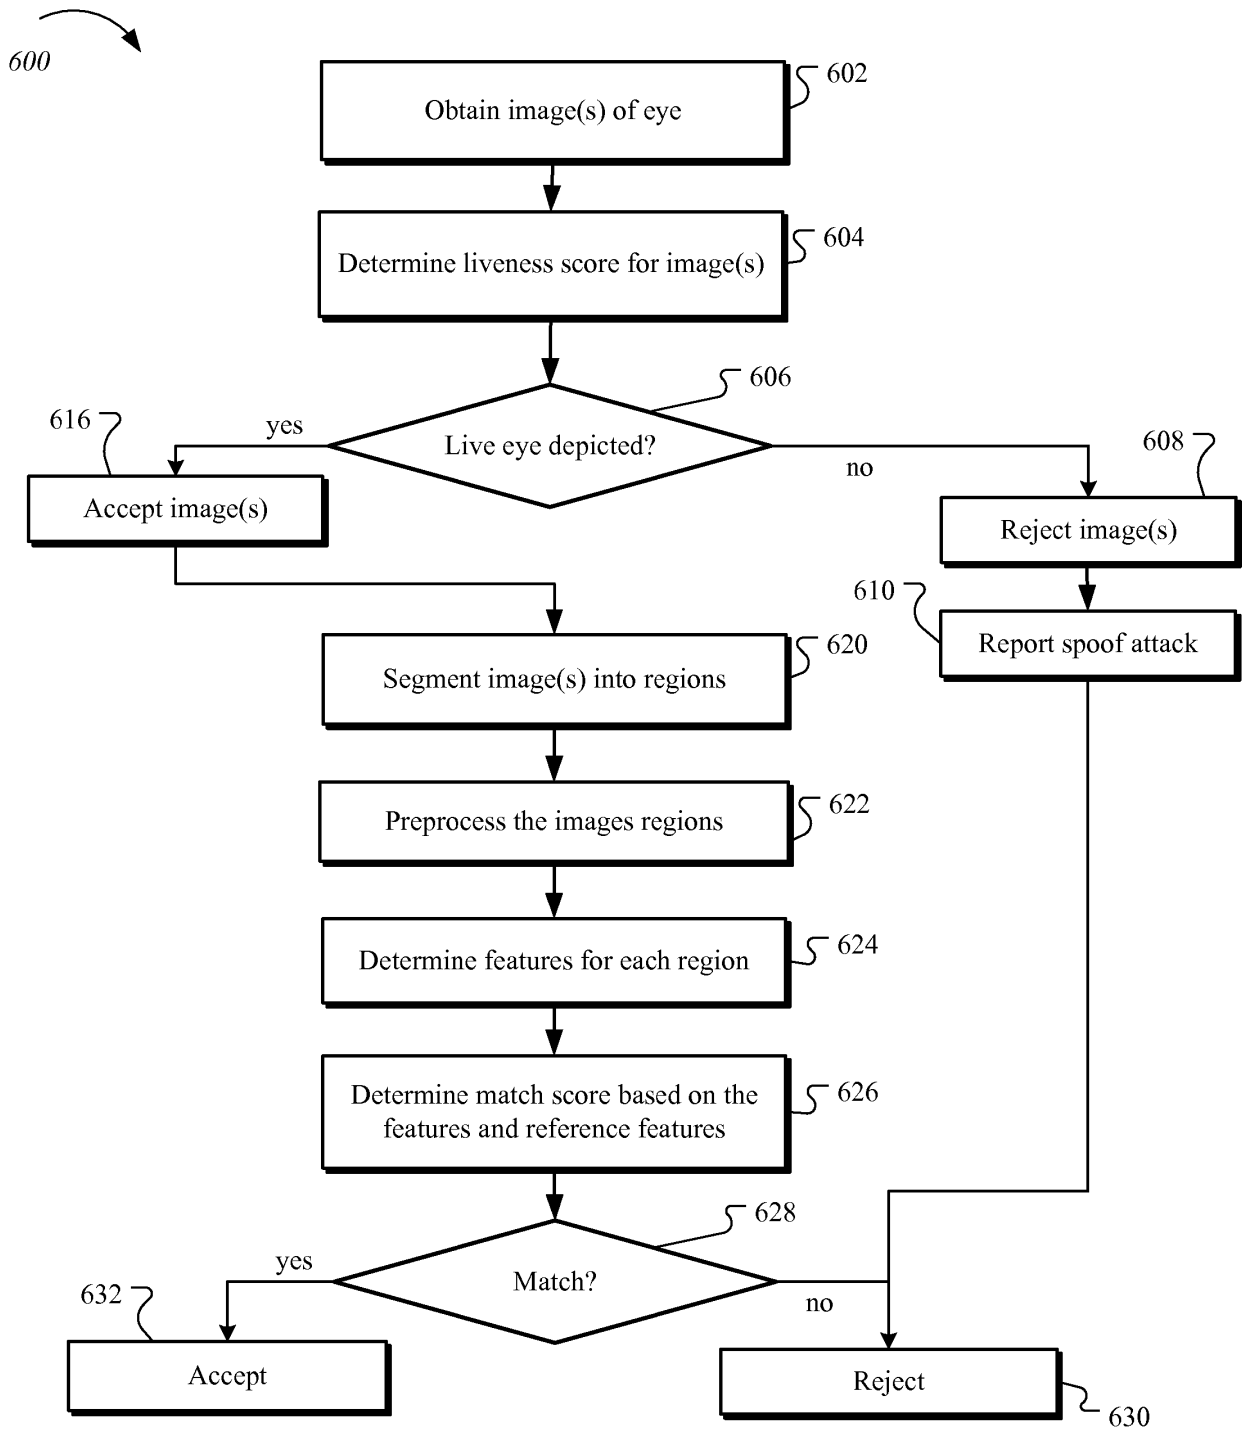 600
602
Obtain image(s) of eye
604
Determine liveness score for image(s)
606
616
yes
Live eye depicted?
no
608
Accept image(s)
Reject image(s)
610
Report spoof attack
620
Segment image(s) into regions
622
Preprocess the images regions
624
Determine features for each region
626
Determine match score based on the
features and reference features
628
yes
Match?
no
632
Accept
Reject
630